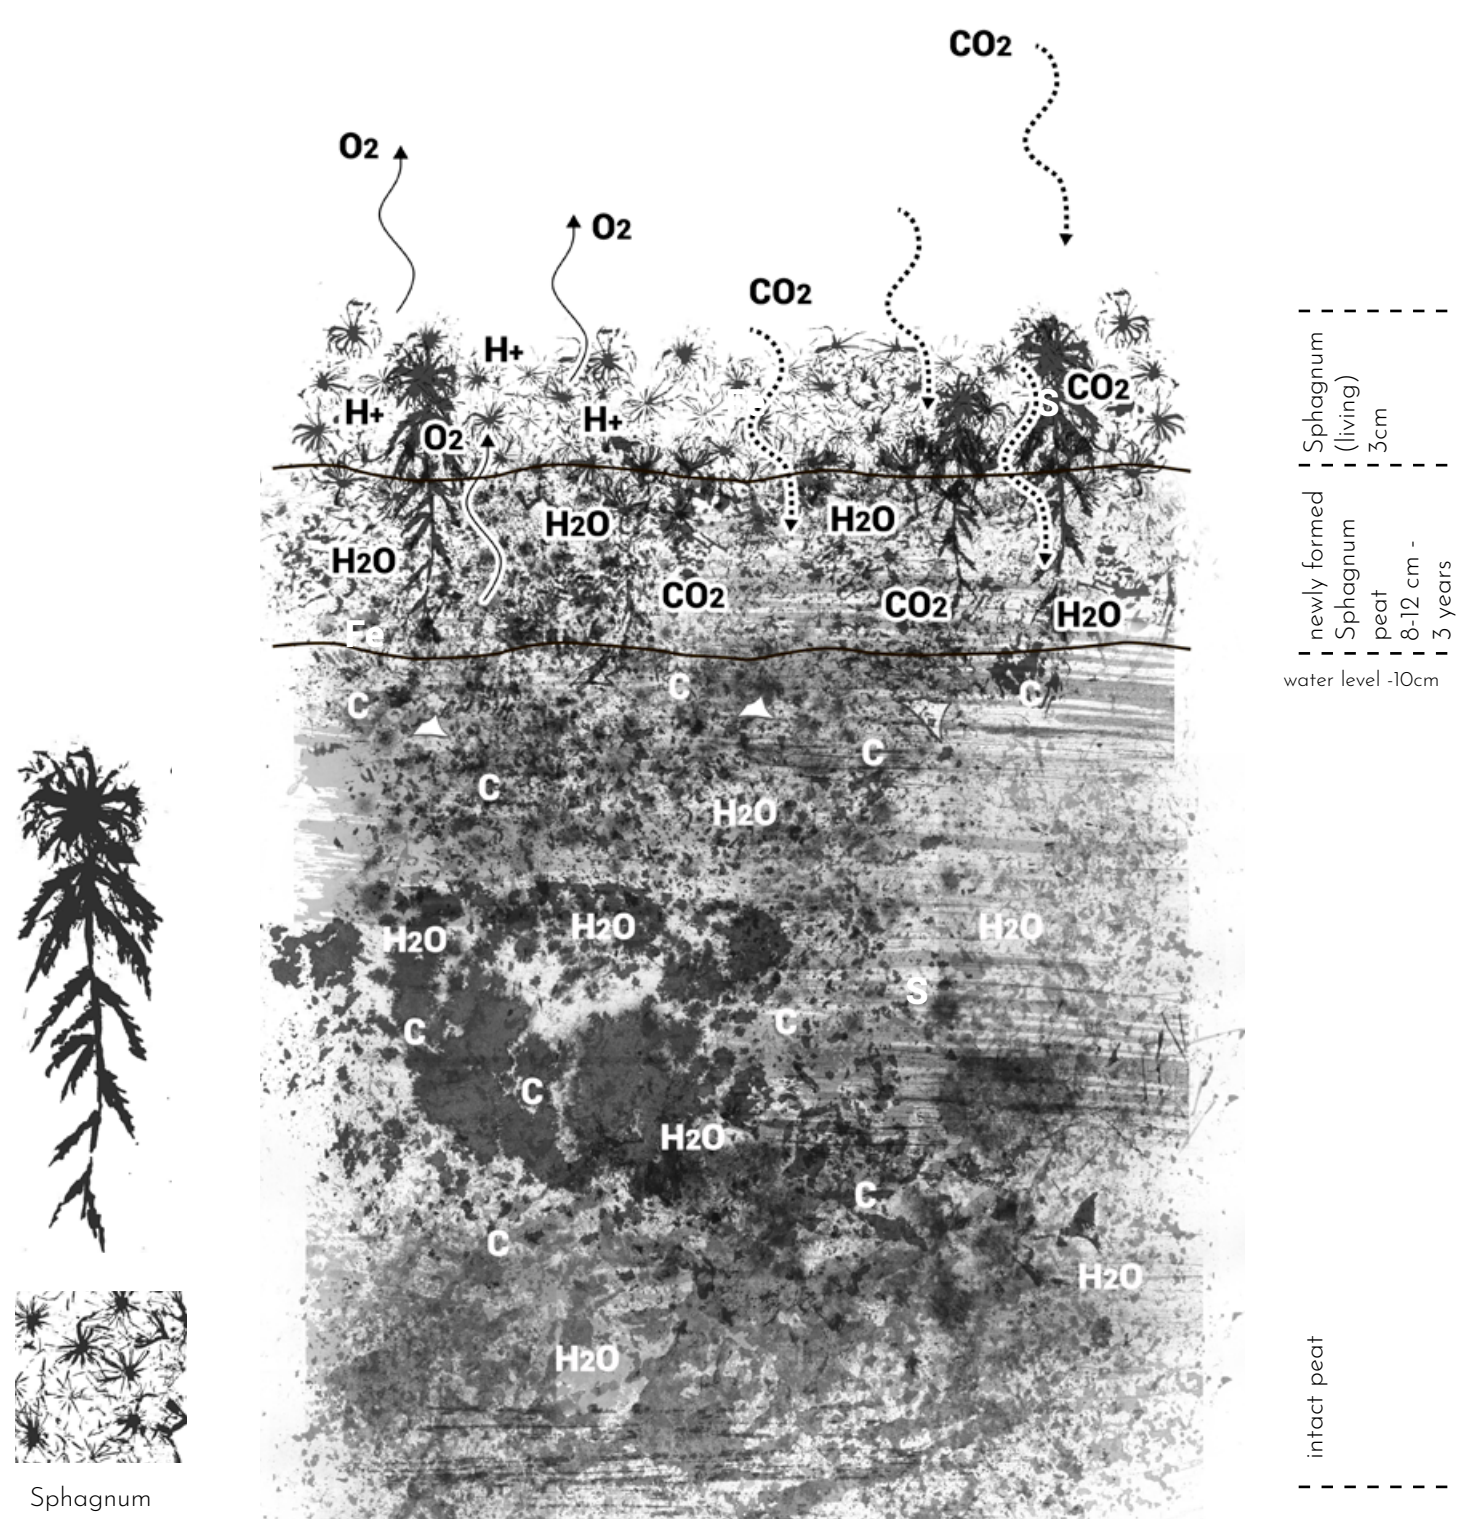 CO2
O2
O2
CO2
H+
CO2
S
H+
H+
O2
H2O
H2O
H2O
CO2
CO2
H2O
Fe
C
C
C
C
C
H2O
H2O
H2O
H2O
S
C
C
C
H2O
C
C
H2O
H2O
Sphagnum
(living)
3cm
newly formed
Sphagnum
peat
8-12 cm -
3 years
water level -10cm
intact peat
Sphagnum